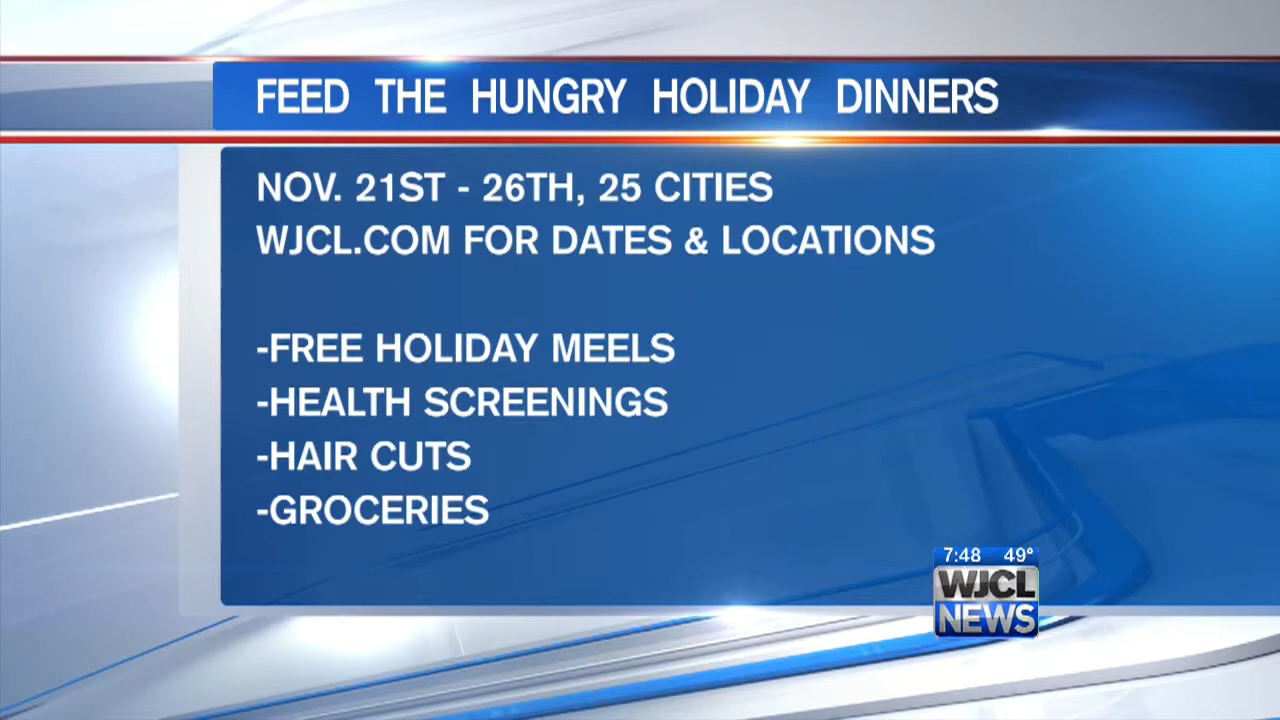 FEED THE HUNGRY HOLIDAY DINNERS
NOV. 21ST - 26TH, 25 CITIES
WJCL.COM FOR DATES & LOCATIONS
-FREE HOLIDAY MEELS
-HEALTH SCREENINGS
-HAIR CUTS
-GROCERIES
7:48 49°
WJCL
NEWS